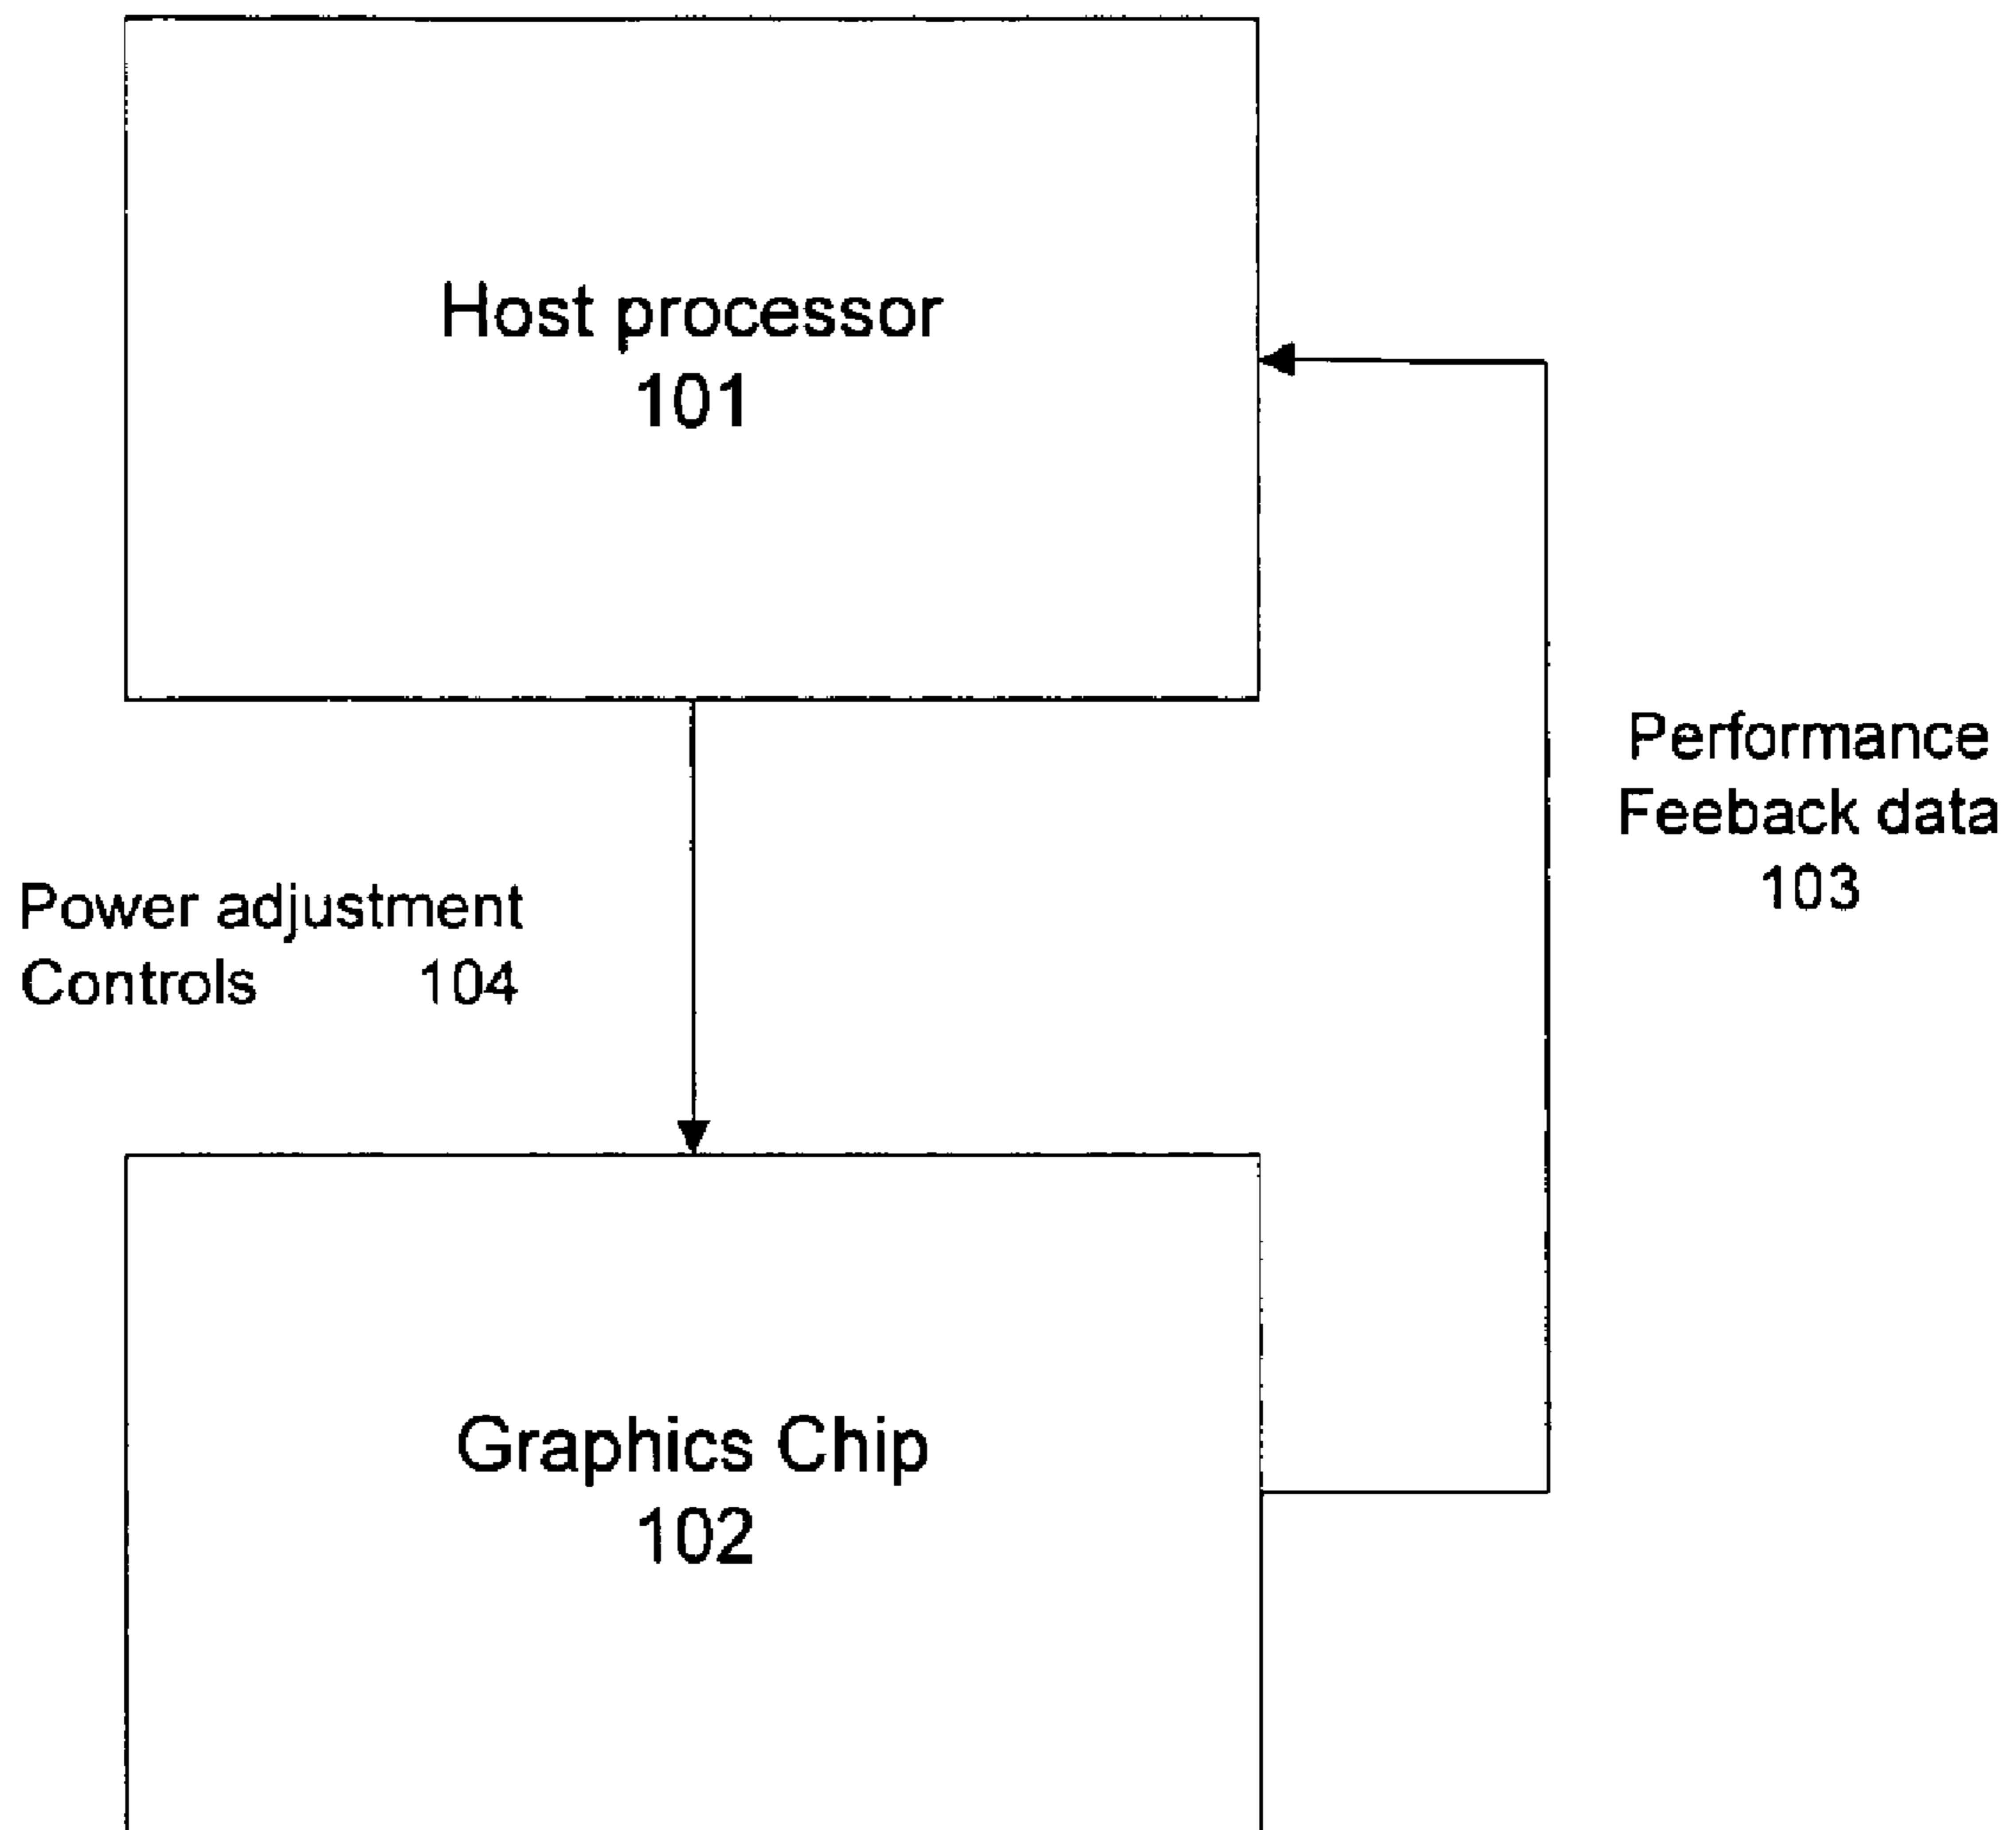 Host processor
101
Performance
Feeback data
103
Power adjustment
Controls 104
Graphics Chip
102